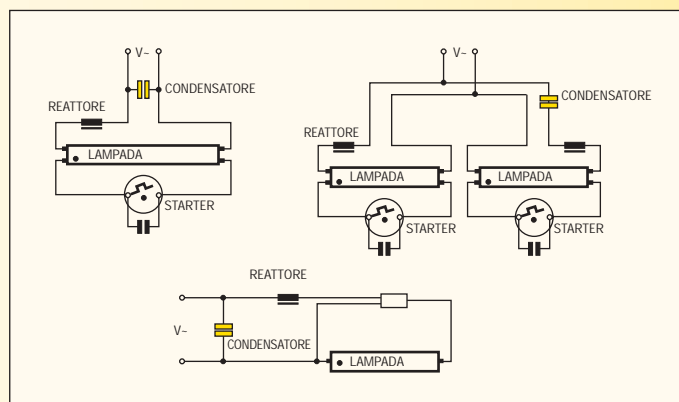 V~
CONDENSATORE
REATTORE
LAMPADA
STARTER
V~
CONDENSATORE
REATTORE
LAMPADA
LAMPADA
STARTER
STARTER
REATTORE
V~
CONDENSATORE
LAMPADA